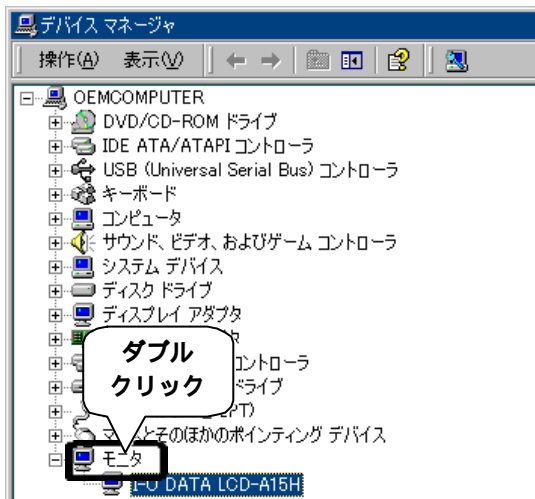 デバイス マネージャ
操作(A) 表示(V)
OEMCOMPUTER
DVD/CD-ROM ドライブ
IDE ATA/ATAPI コントローラ
USB (Universal Serial Bus) コントローラ
キーボード
コンピュータ
サウンド、ビデオ、およびゲーム コントローラ
システム デバイス
ディスク ドライブ
ディスプレイ アダプタ
コントローラ
ドライブ
ダブル
クリック
マウスとそのほかのポインティング デバイス
モニタ
I-O DATA LCD-A15H